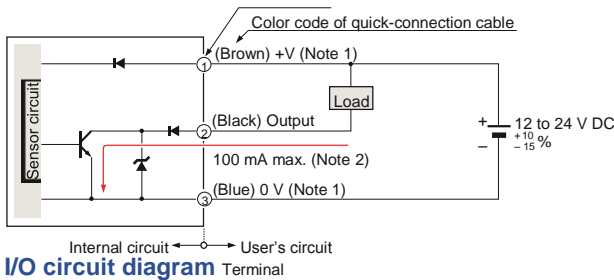 Color code of quick-connection cable
1 (Brown) +V (Note 1)
Sensor circuit
Load
2 (Black) Output
+ 12 to 24 V DC
– +10 –15 %
100 mA max. (Note 2)
3 (Blue) 0 V (Note 1)
Internal circuit User's circuit
I/O circuit diagram Terminal